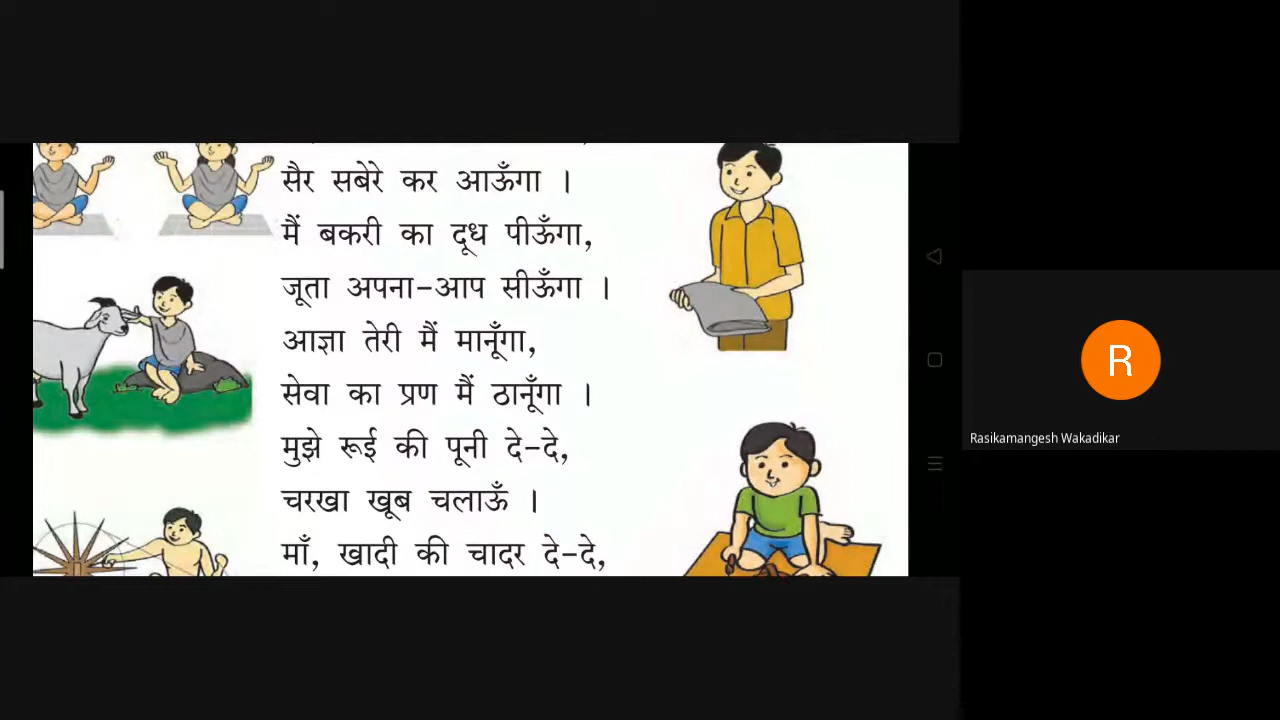 सैर सबेरे कर आऊँगा ।
मैं बकरी का दूध पीऊँगा,
जूता अपना-आप सीऊँगा ।
आज्ञा तेरी मैं मानूँगा,
सेवा का प्रण मैं ठानूँगा ।
मुझे रूई की पूनी दे-दे,
चरखा खूब चलाऊँ ।
माँ, खादी की चादर दे-दे,
R
Rasikamangesh Wakadikar